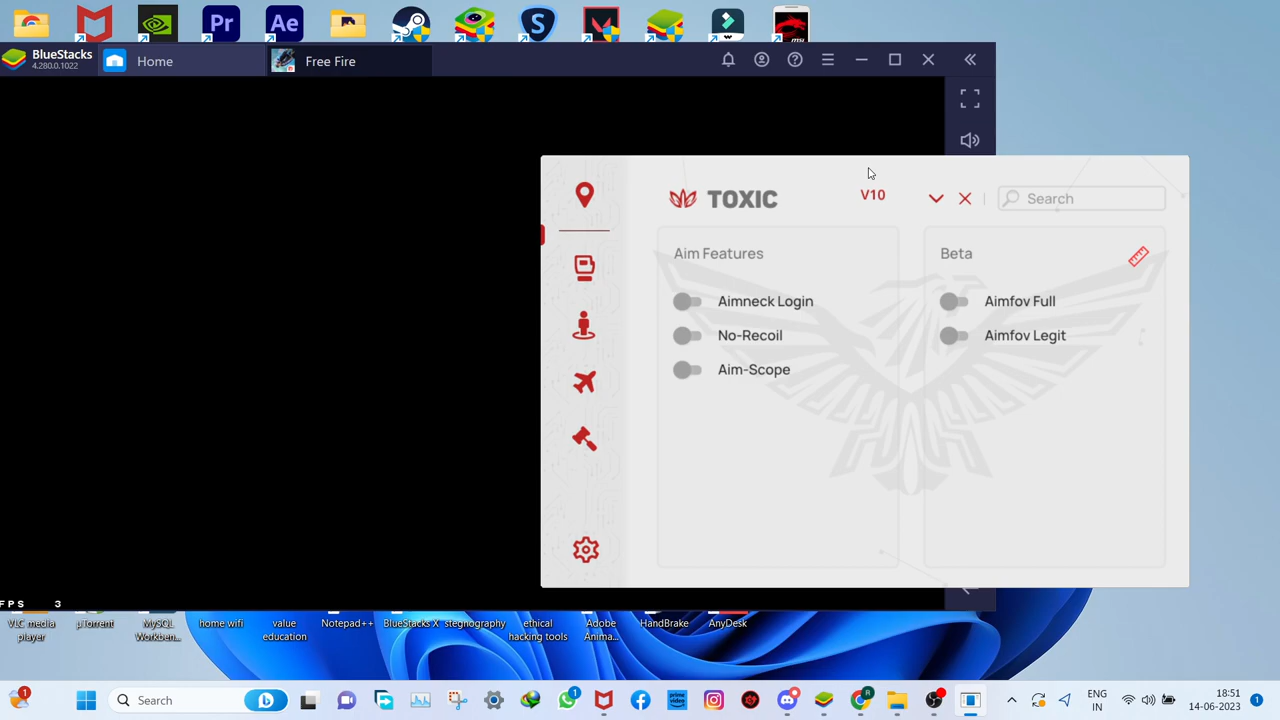 BlueStacks
4.280.0.1022
Home
Free Fire
TOXIC
V10
Search
Aim Features
Beta
Aimneck Login
Aimfov Full
No-Recoil
Aimfov Legit
Aim-Scope
FPS 3
VLC media
player
µTorrent
MySQL
Workben...
home wifi
value
education
Notepad++
BlueStacks X
stegnography
ethical
hacking tools
Adobe
Anima...
HandBrake
AnyDesk
Search
ENG
IN
18:51
14-06-2023